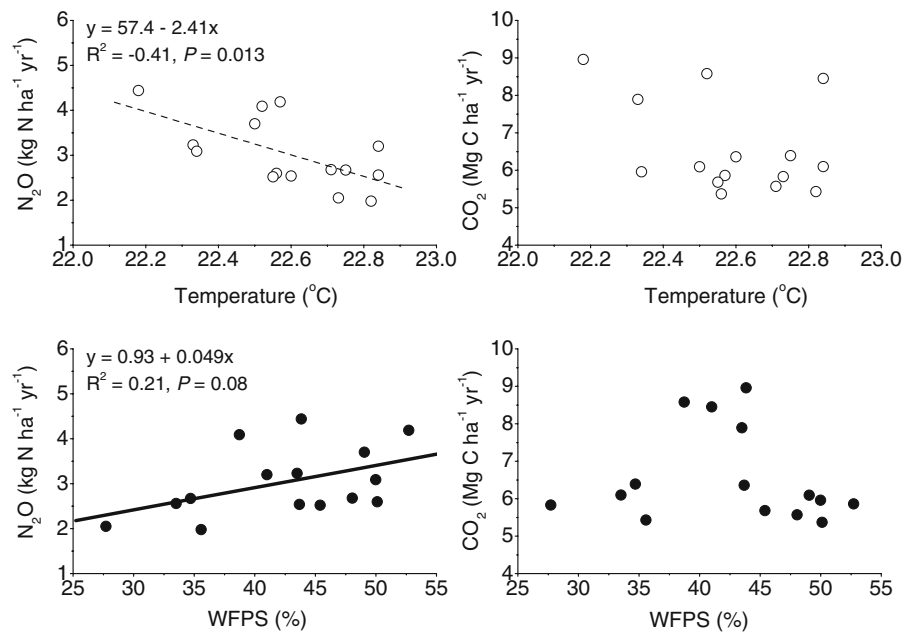 y = 57.4 - 2.41x
R² = -0.41, P = 0.013
N₂O (kg N ha⁻¹ yr⁻¹)
6
5
4
3
2
1
22.0 22.2 22.4 22.6 22.8 23.0
Temperature (°C)
CO₂ (Mg C ha⁻¹ yr⁻¹)
10
9
8
7
6
5
4
22.0 22.2 22.4 22.6 22.8 23.0
Temperature (°C)
y = 0.93 + 0.049x
R² = 0.21, P = 0.08
N₂O (kg N ha⁻¹ yr⁻¹)
6
5
4
3
2
1
25 30 35 40 45 50 55
WFPS (%)
CO₂ (Mg C ha⁻¹ yr⁻¹)
10
9
8
7
6
5
4
25 30 35 40 45 50 55
WFPS (%)